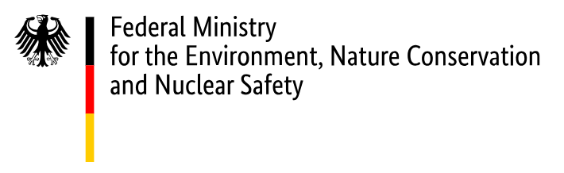 Federal Ministry
for the Environment, Nature Conservation
and Nuclear Safety